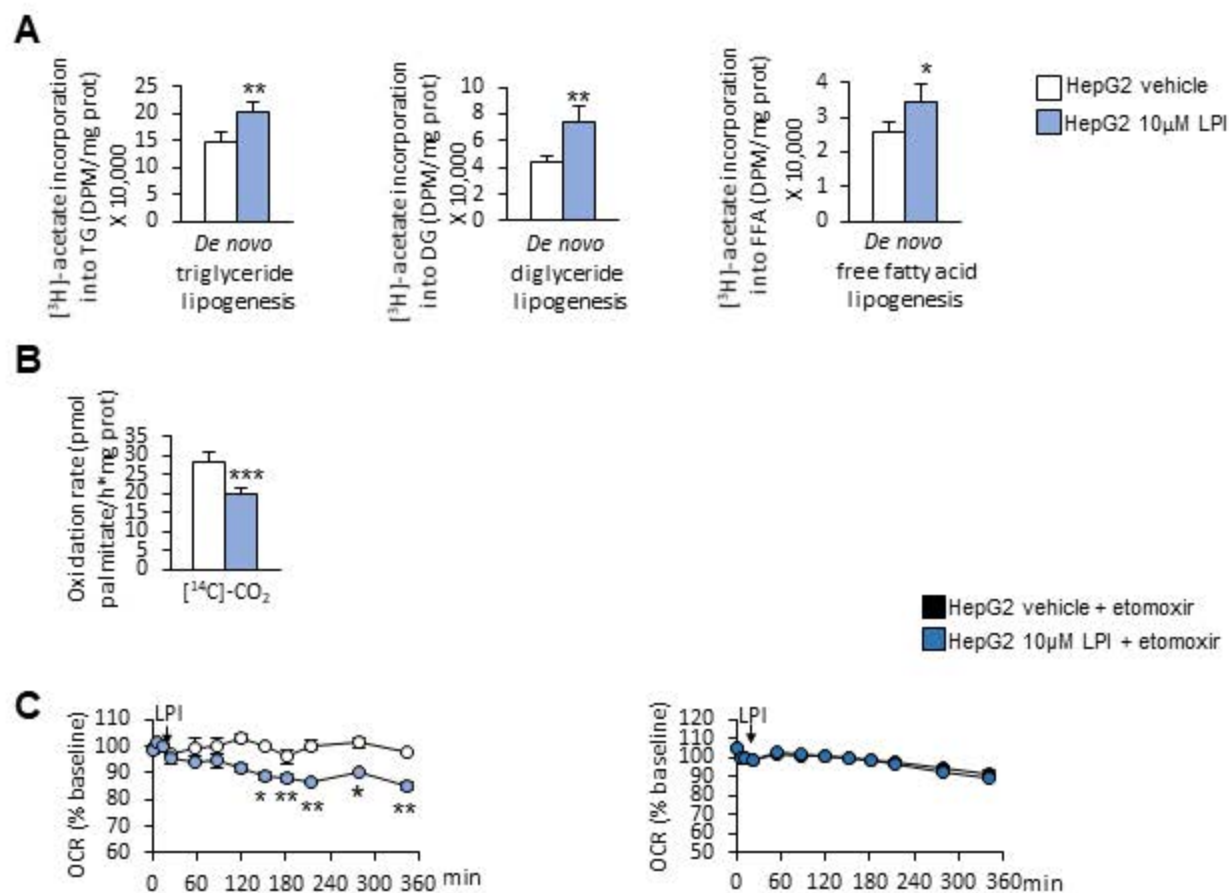 A
[³H]-acetate incorporation
into TG (DPM/mg prot)
X 10,000
25
20
15
10
5
0
**
De novo
triglyceride
lipogenesis
[³H]-acetate incorporation
into DG (DPM/mg prot)
X 10,000
10
8
6
4
2
0
**
De novo
diglyceride
lipogenesis
[³H]-acetate incorporation
into FFA (DPM/mg prot)
X 10,000
4
3
2
1
0
*
De novo
free fatty acid
lipogenesis
HepG2 vehicle
HepG2 10µM LPI
B
Oxidation rate (pmol
palmitate/h*mg prot)
35
30
25
20
15
10
5
0
***
[¹⁴C]-CO₂
HepG2 vehicle + etomoxir
HepG2 10µM LPI + etomoxir
C
OCR (% baseline)
110
100
90
80
70
60
LPI
* ** ** * **
0 60 120 180 240 300 360 min
OCR (% baseline)
120
110
100
90
80
70
60
50
LPI
0 60 120 180 240 300 360 min